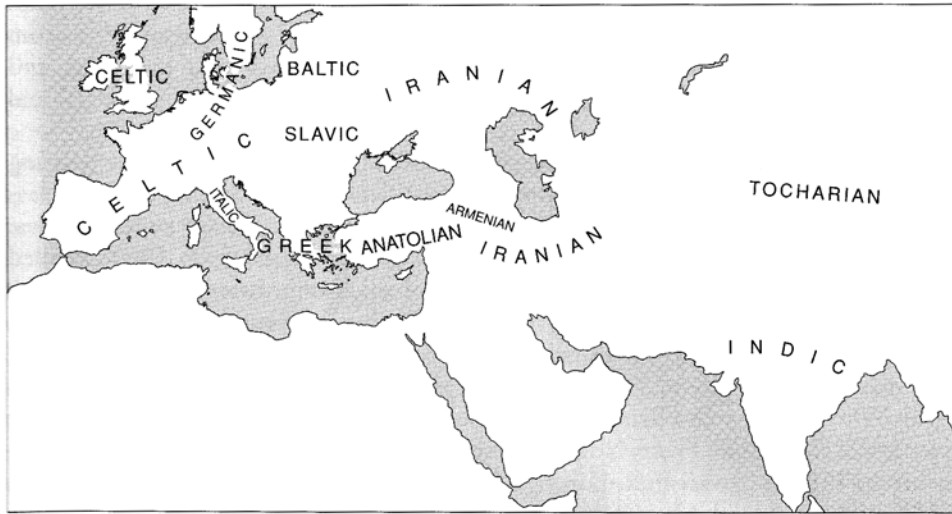 CELTIC
GERMANIC
BALTIC
IRANIAN
SLAVIC
CELTIC
ITALIC
TOCHARIAN
ARMENIAN
GREEK
ANATOLIAN
IRANIAN
INDIC